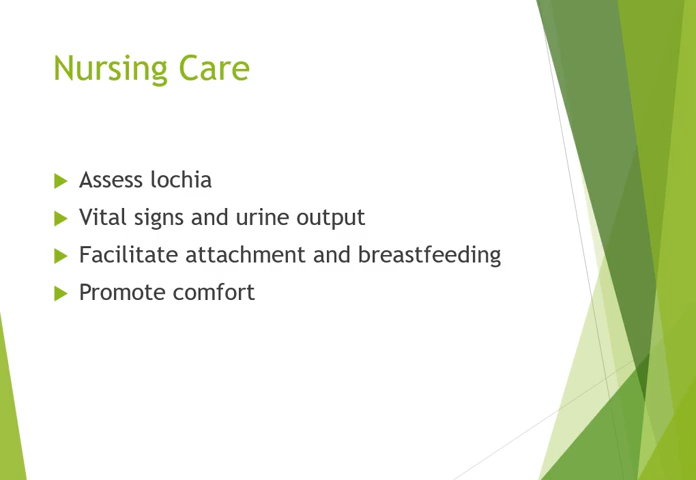 Nursing Care
Assess lochia
Vital signs and urine output
Facilitate attachment and breastfeeding
Promote comfort